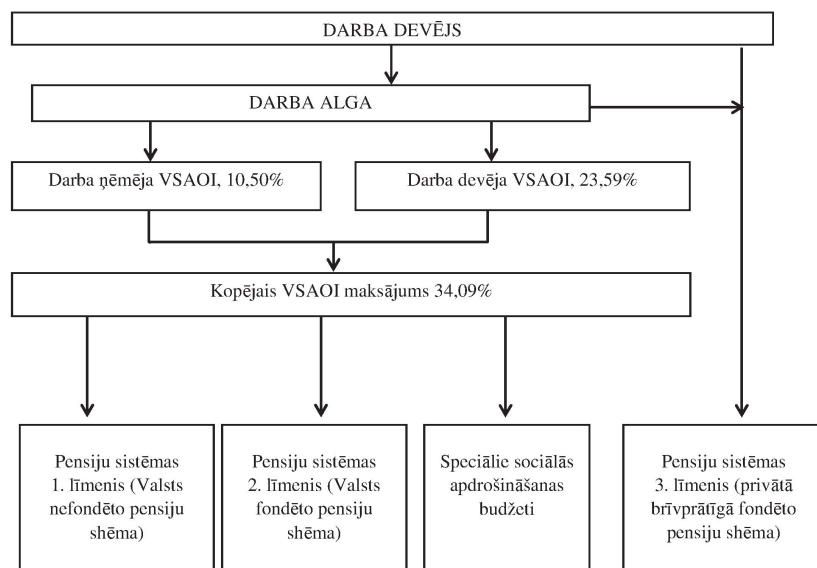 DARBA DEVĒJS
DARBA ALGA
Darba ņēmēja VSAOI, 10,50%
Darba devēja VSAOI, 23,59%
Kopējais VSAOI maksājums 34,09%
Pensiju sistēmas
1. līmenis (Valsts
nefondēto pensiju
shēma)
Pensiju sistēmas
2. līmenis (Valsts
fondēto pensiju
shēma)
Speciālie sociālās
apdrošināšanas
budžeti
Pensiju sistēmas
3. līmenis (privātā
brīvprātīgā fondēto
pensiju shēma)